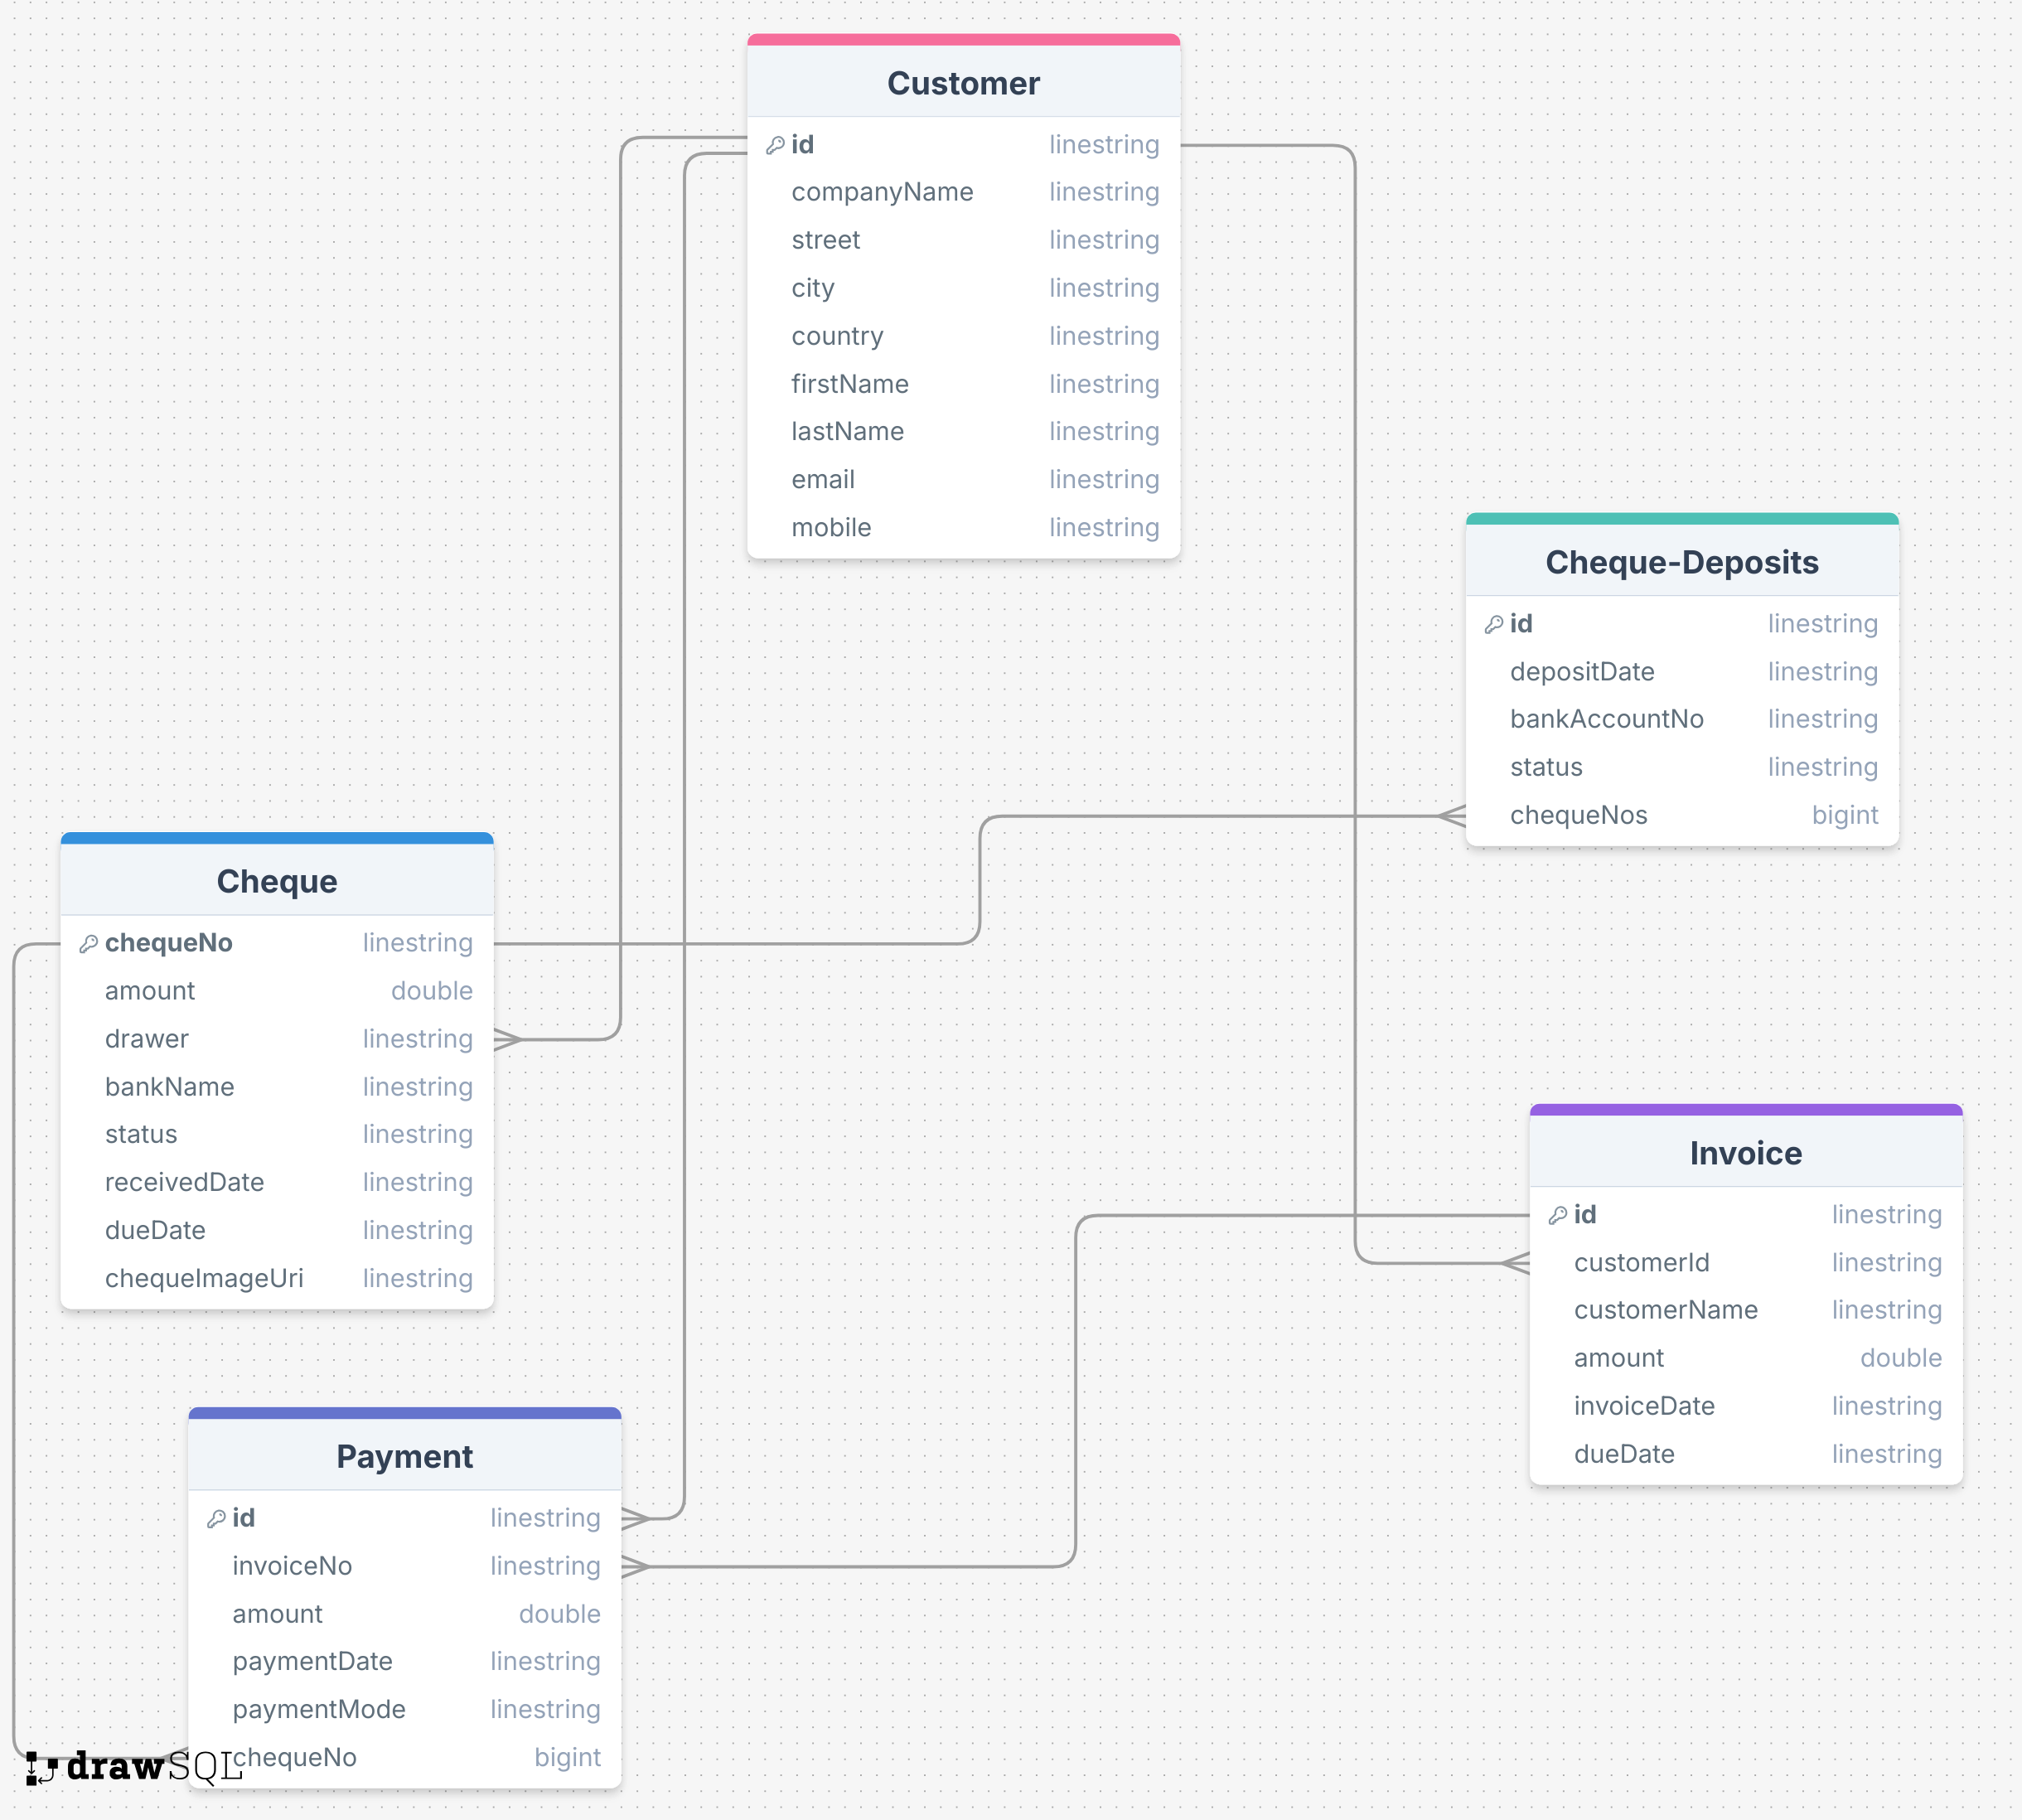 Customer
id linestring
companyName linestring
street linestring
city linestring
country linestring
firstName linestring
lastName linestring
email linestring
mobile linestring
Cheque-Deposits
id linestring
depositDate linestring
bankAccountNo linestring
status linestring
chequeNos bigint
Cheque
chequeNo linestring
amount double
drawer linestring
bankName linestring
status linestring
receivedDate linestring
dueDate linestring
chequeImageUri linestring
Invoice
id linestring
customerId linestring
customerName linestring
amount double
invoiceDate linestring
dueDate linestring
Payment
id linestring
invoiceNo linestring
amount double
paymentDate linestring
paymentMode linestring
chequeNo bigint
drawSQL